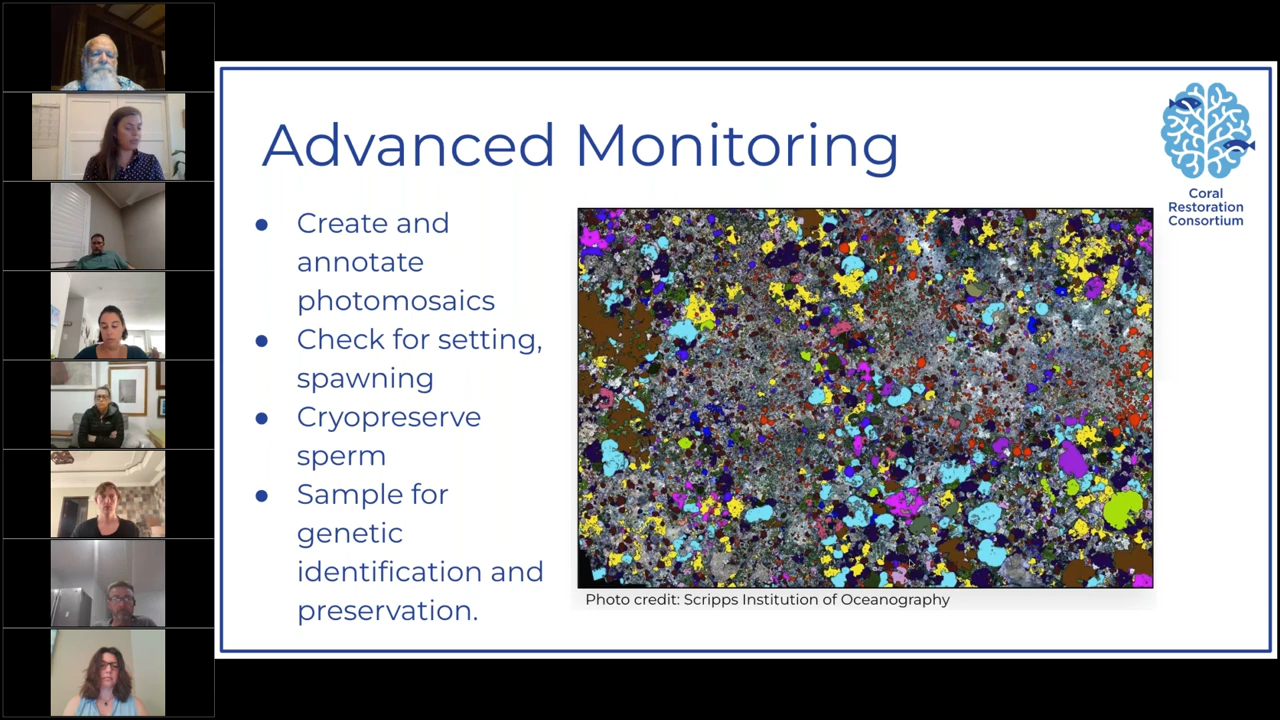 Advanced Monitoring
Coral
Restoration
Consortium
● Create and
annotate
photomosaics
● Check for setting,
spawning
● Cryopreserve
sperm
● Sample for
genetic
identification and
preservation.
Photo credit: Scripps Institution of Oceanography